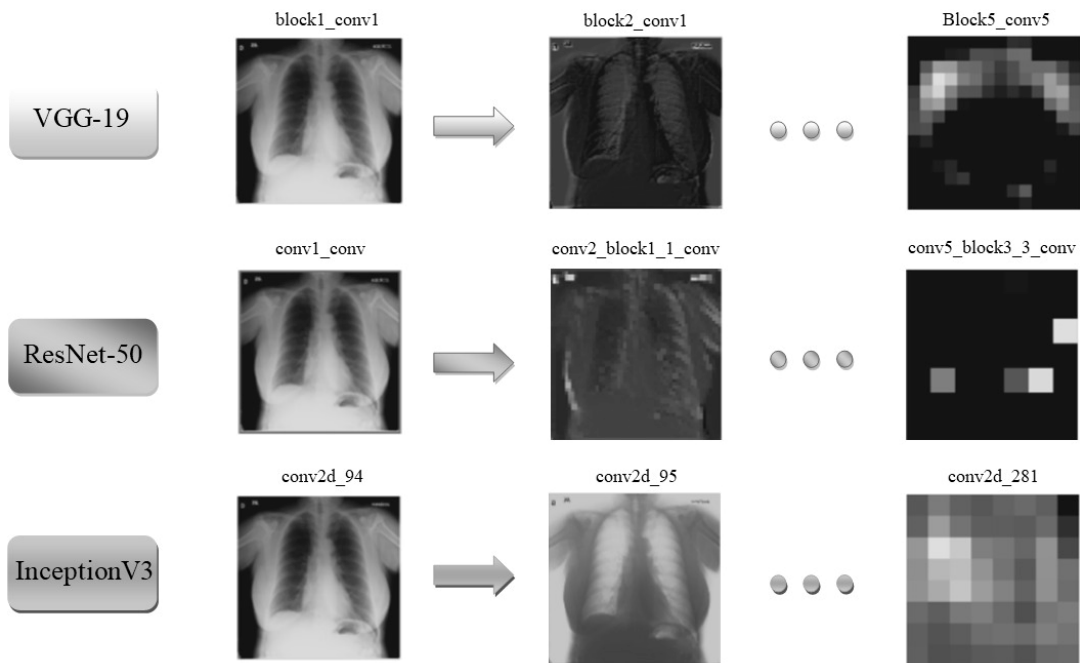 block1_conv1
block2_conv1
Block5_conv5
VGG-19
conv1_conv
conv2_block1_1_conv
conv5_block3_3_conv
ResNet-50
conv2d_94
conv2d_95
conv2d_281
InceptionV3